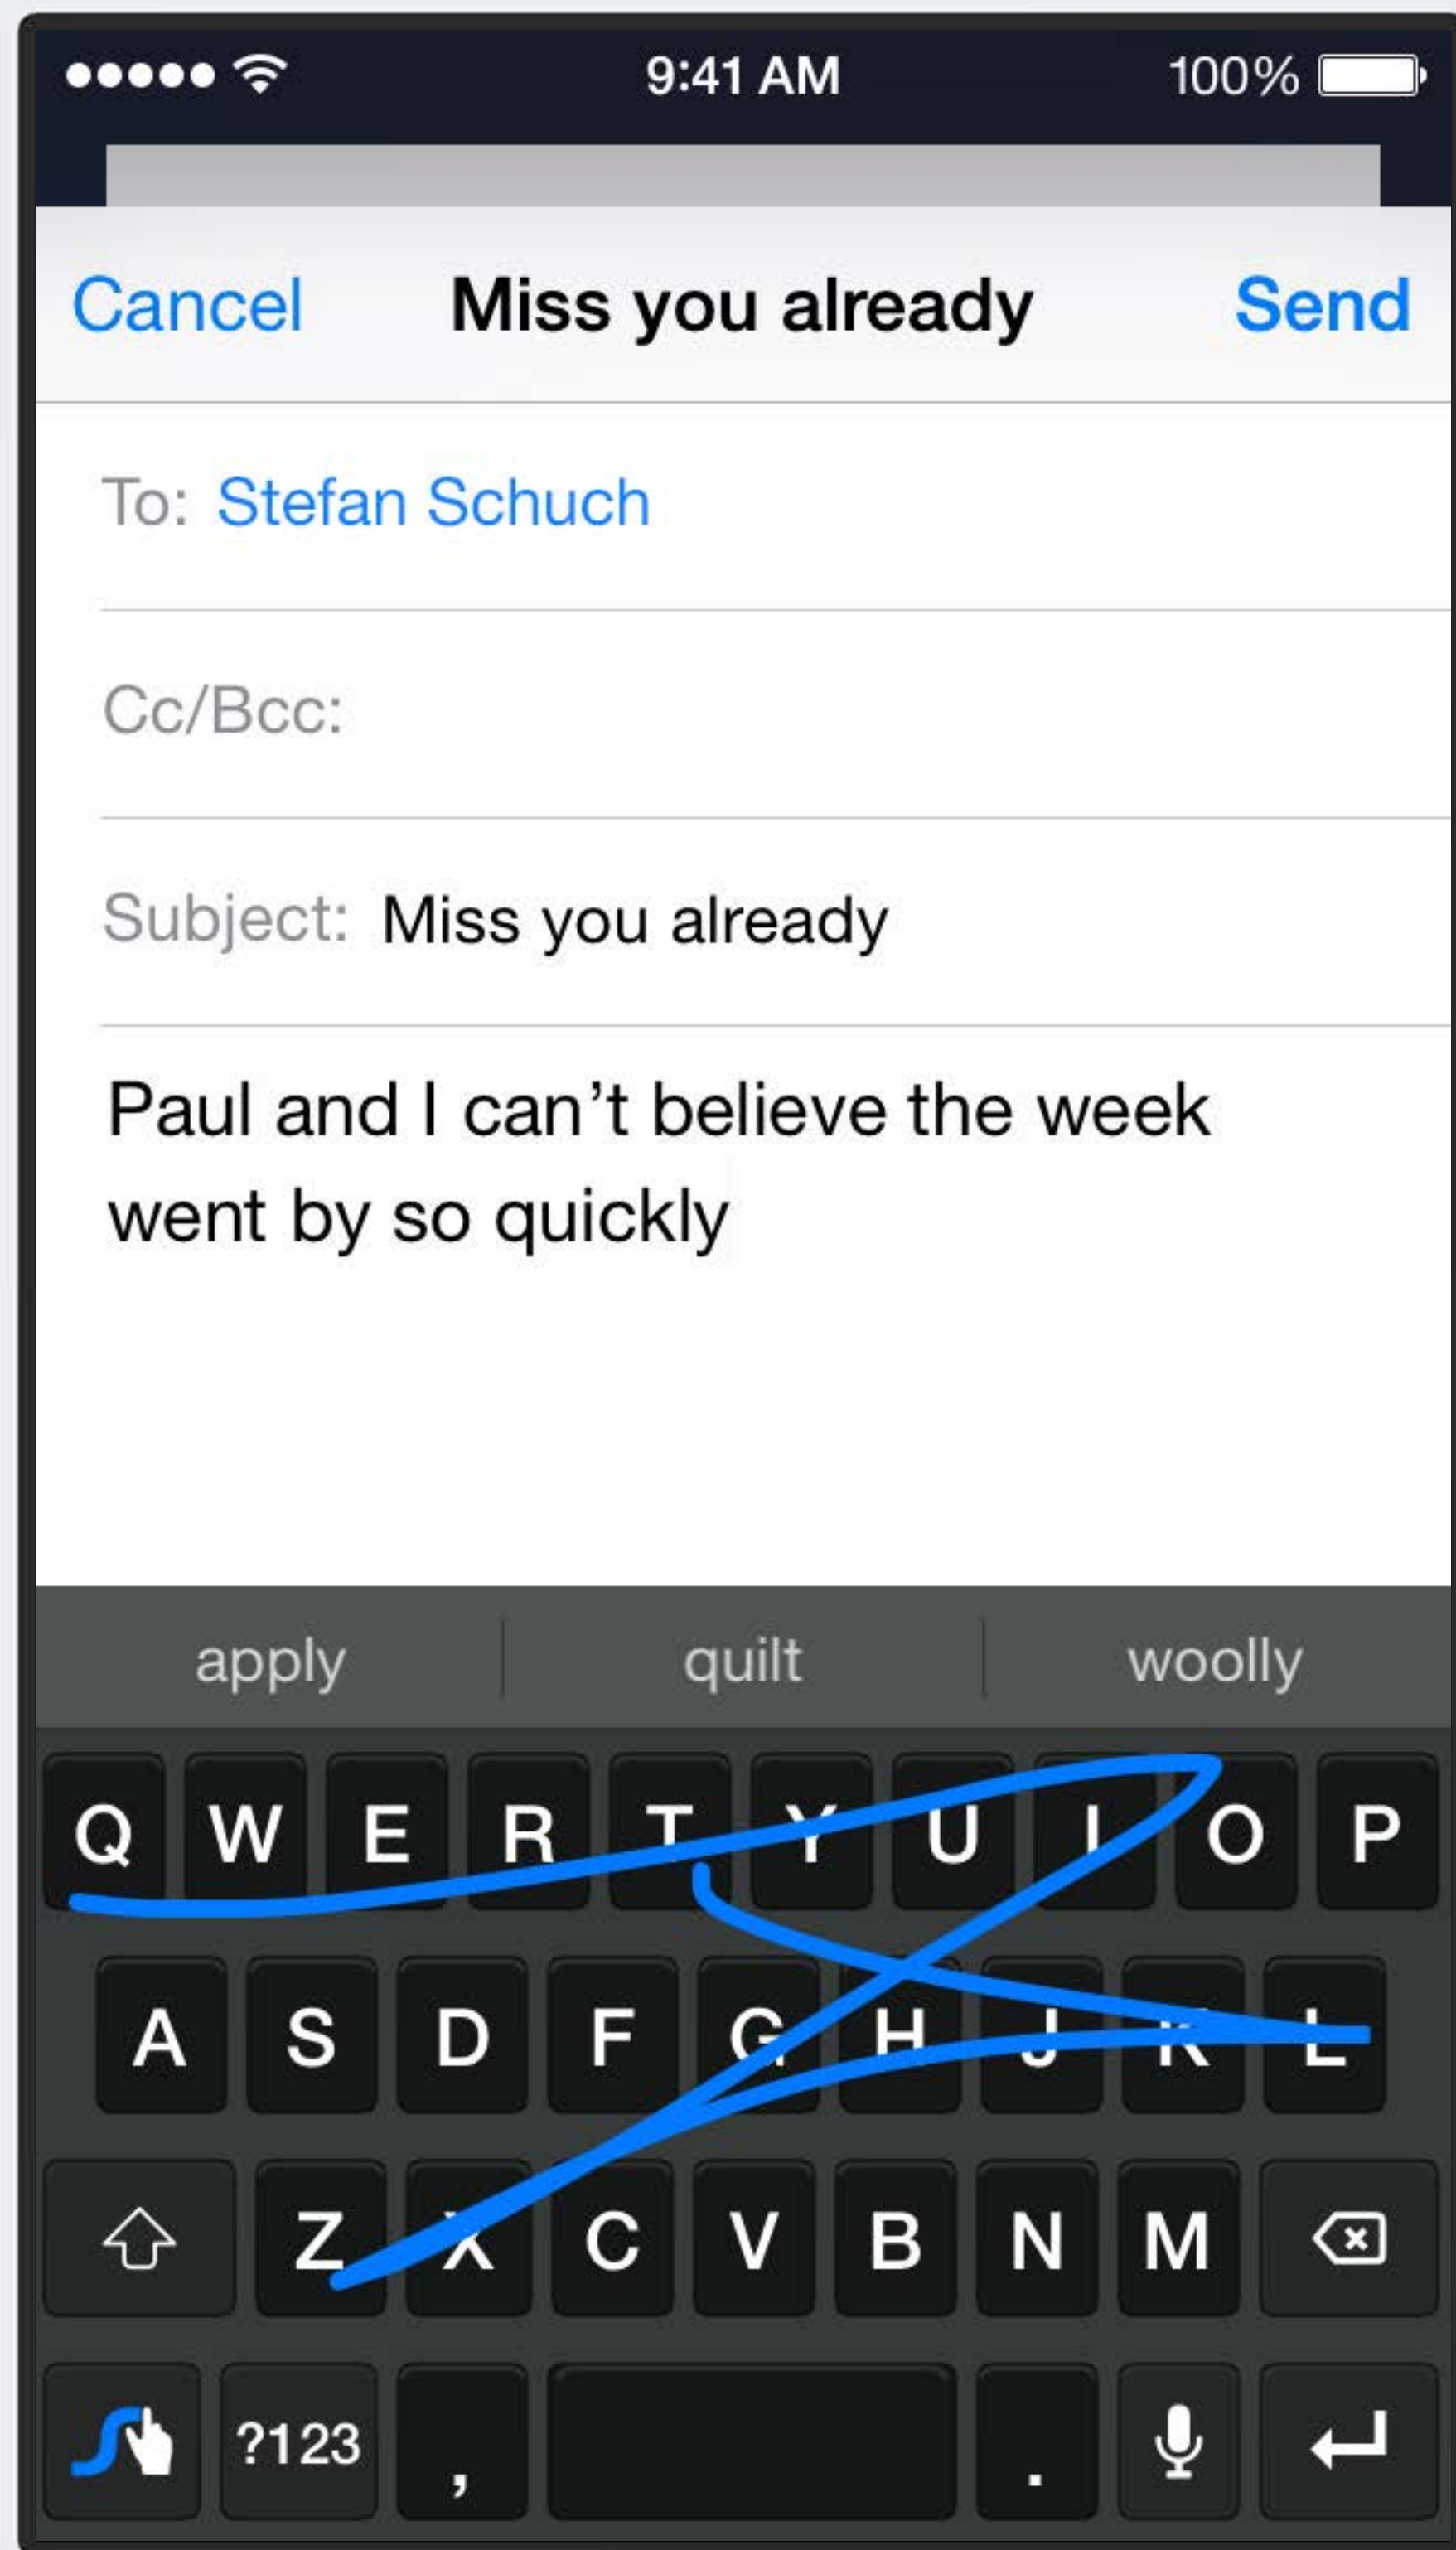 9:41 AM 100%
Cancel Miss you already Send
To: Stefan Schuch
Cc/Bcc:
Subject: Miss you already
Paul and I can’t believe the week
went by so quickly
apply quilt woolly
Q W E R T Y U I O P
A S D F G H J K L
Z X C V B N M
?123 , .